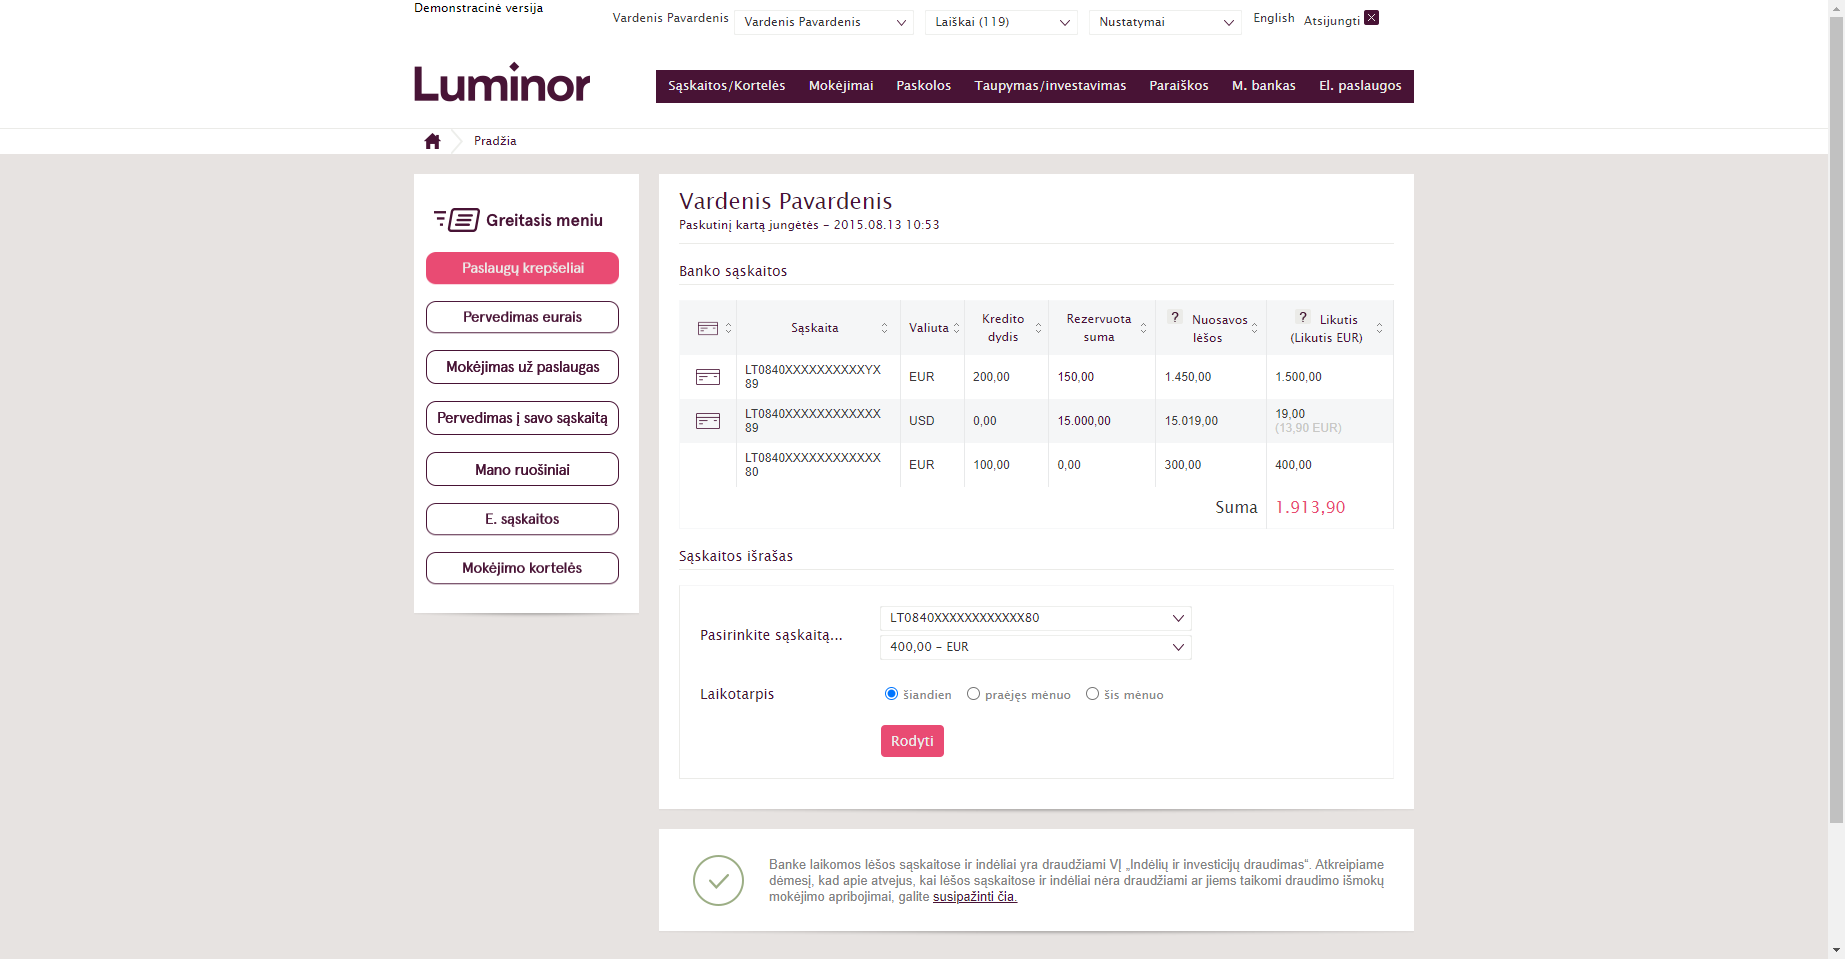 Demonstracinė versija
Vardenis Pavardenis
Vardenis Pavardenis
Laiškai (119)
Nustatymai
English
Atsijungti
Luminor
Sąskaitos/Kortelės
Mokėjimai
Paskolos
Taupymas/investavimas
Paraiškos
M. bankas
El. paslaugos
Pradžia
Greitasis meniu
Paslaugų krepšeliai
Pervedimas eurais
Mokėjimas už paslaugas
Pervedimas į savo sąskaitą
Mano ruošiniai
E. sąskaitos
Mokėjimo kortelės
Vardenis Pavardenis
Paskutinį kartą jungėtės – 2015.08.13 10:53
Banko sąskaitos
Sąskaita
Valiuta
Kredito
dydis
Rezervuota
suma
? Nuosavos
lėšos
? Likutis
(Likutis EUR)
LT0840XXXXXXXXXXYX
89
EUR
200,00
150,00
1.450,00
1.500,00
LT0840XXXXXXXXXXXX
89
USD
0,00
15.000,00
15.019,00
19,00
(13,90 EUR)
LT0840XXXXXXXXXXXX
80
EUR
100,00
0,00
300,00
400,00
Suma
1.913,90
Sąskaitos išrašas
Pasirinkite sąskaitą...
LT0840XXXXXXXXXXXX80
400,00 – EUR
Laikotarpis
šiandien
praėjęs mėnuo
šis mėnuo
Rodyti
Banke laikomos lėšos sąskaitose ir indėliai yra draudžiami VĮ „Indėlių ir investicijų draudimas“. Atkreipiame
dėmesį, kad apie atvejus, kai lėšos sąskaitose ir indėliai nėra draudžiami ar jiems taikomi draudimo išmokų
mokėjimo apribojimai, galite susipažinti čia.